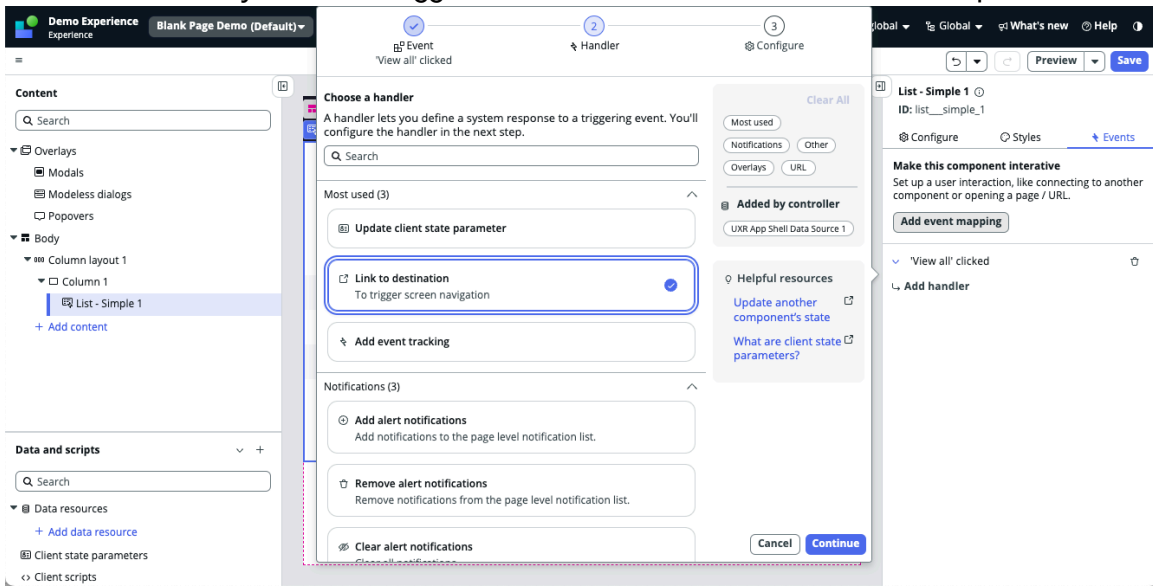 Demo Experience
Experience
Blank Page Demo (Default)
Global
What's new
Help
Preview
Save
Content
Search
Overlays
Modals
Modeless dialogs
Popovers
Body
Column layout 1
Column 1
List - Simple 1
+ Add content
Data and scripts
Search
Data resources
+ Add data resource
Client state parameters
Client scripts
2
3
Event
'View all' clicked
Handler
Configure
Choose a handler
A handler lets you define a system response to a triggering event. You'll
configure the handler in the next step.
Search
Most used (3)
Update client state parameter
Link to destination
To trigger screen navigation
Add event tracking
Notifications (3)
Add alert notifications
Add notifications to the page level notification list.
Remove alert notifications
Remove notifications from the page level notification list.
Clear alert notifications
Clear All
Most used
Notifications
Other
Overlays
URL
Added by controller
UXR App Shell Data Source 1
Helpful resources
Update another
component's state
What are client state
parameters?
Cancel
Continue
List - Simple 1
ID: list__simple_1
Configure
Styles
Events
Make this component interative
Set up a user interaction, like connecting to another
component or opening a page / URL.
Add event mapping
'View all' clicked
Add handler